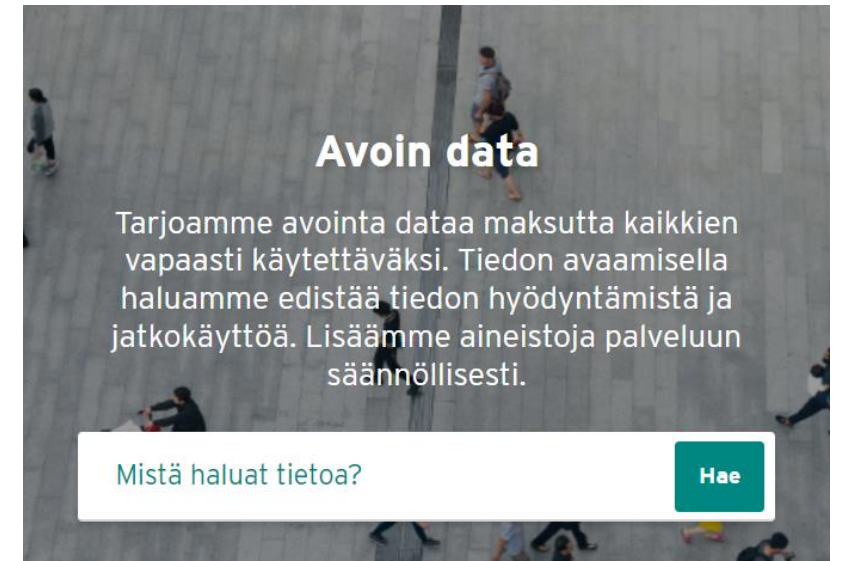 Avoin data
Tarjoamme avointa dataa maksutta kaikkien
vapaasti käytettäväksi. Tiedon avaamisella
haluamme edistää tiedon hyödyntämistä ja
jatkokäyttöä. Lisäämme aineistoja palveluun
säännöllisesti.
Mistä haluat tietoa?
Hae